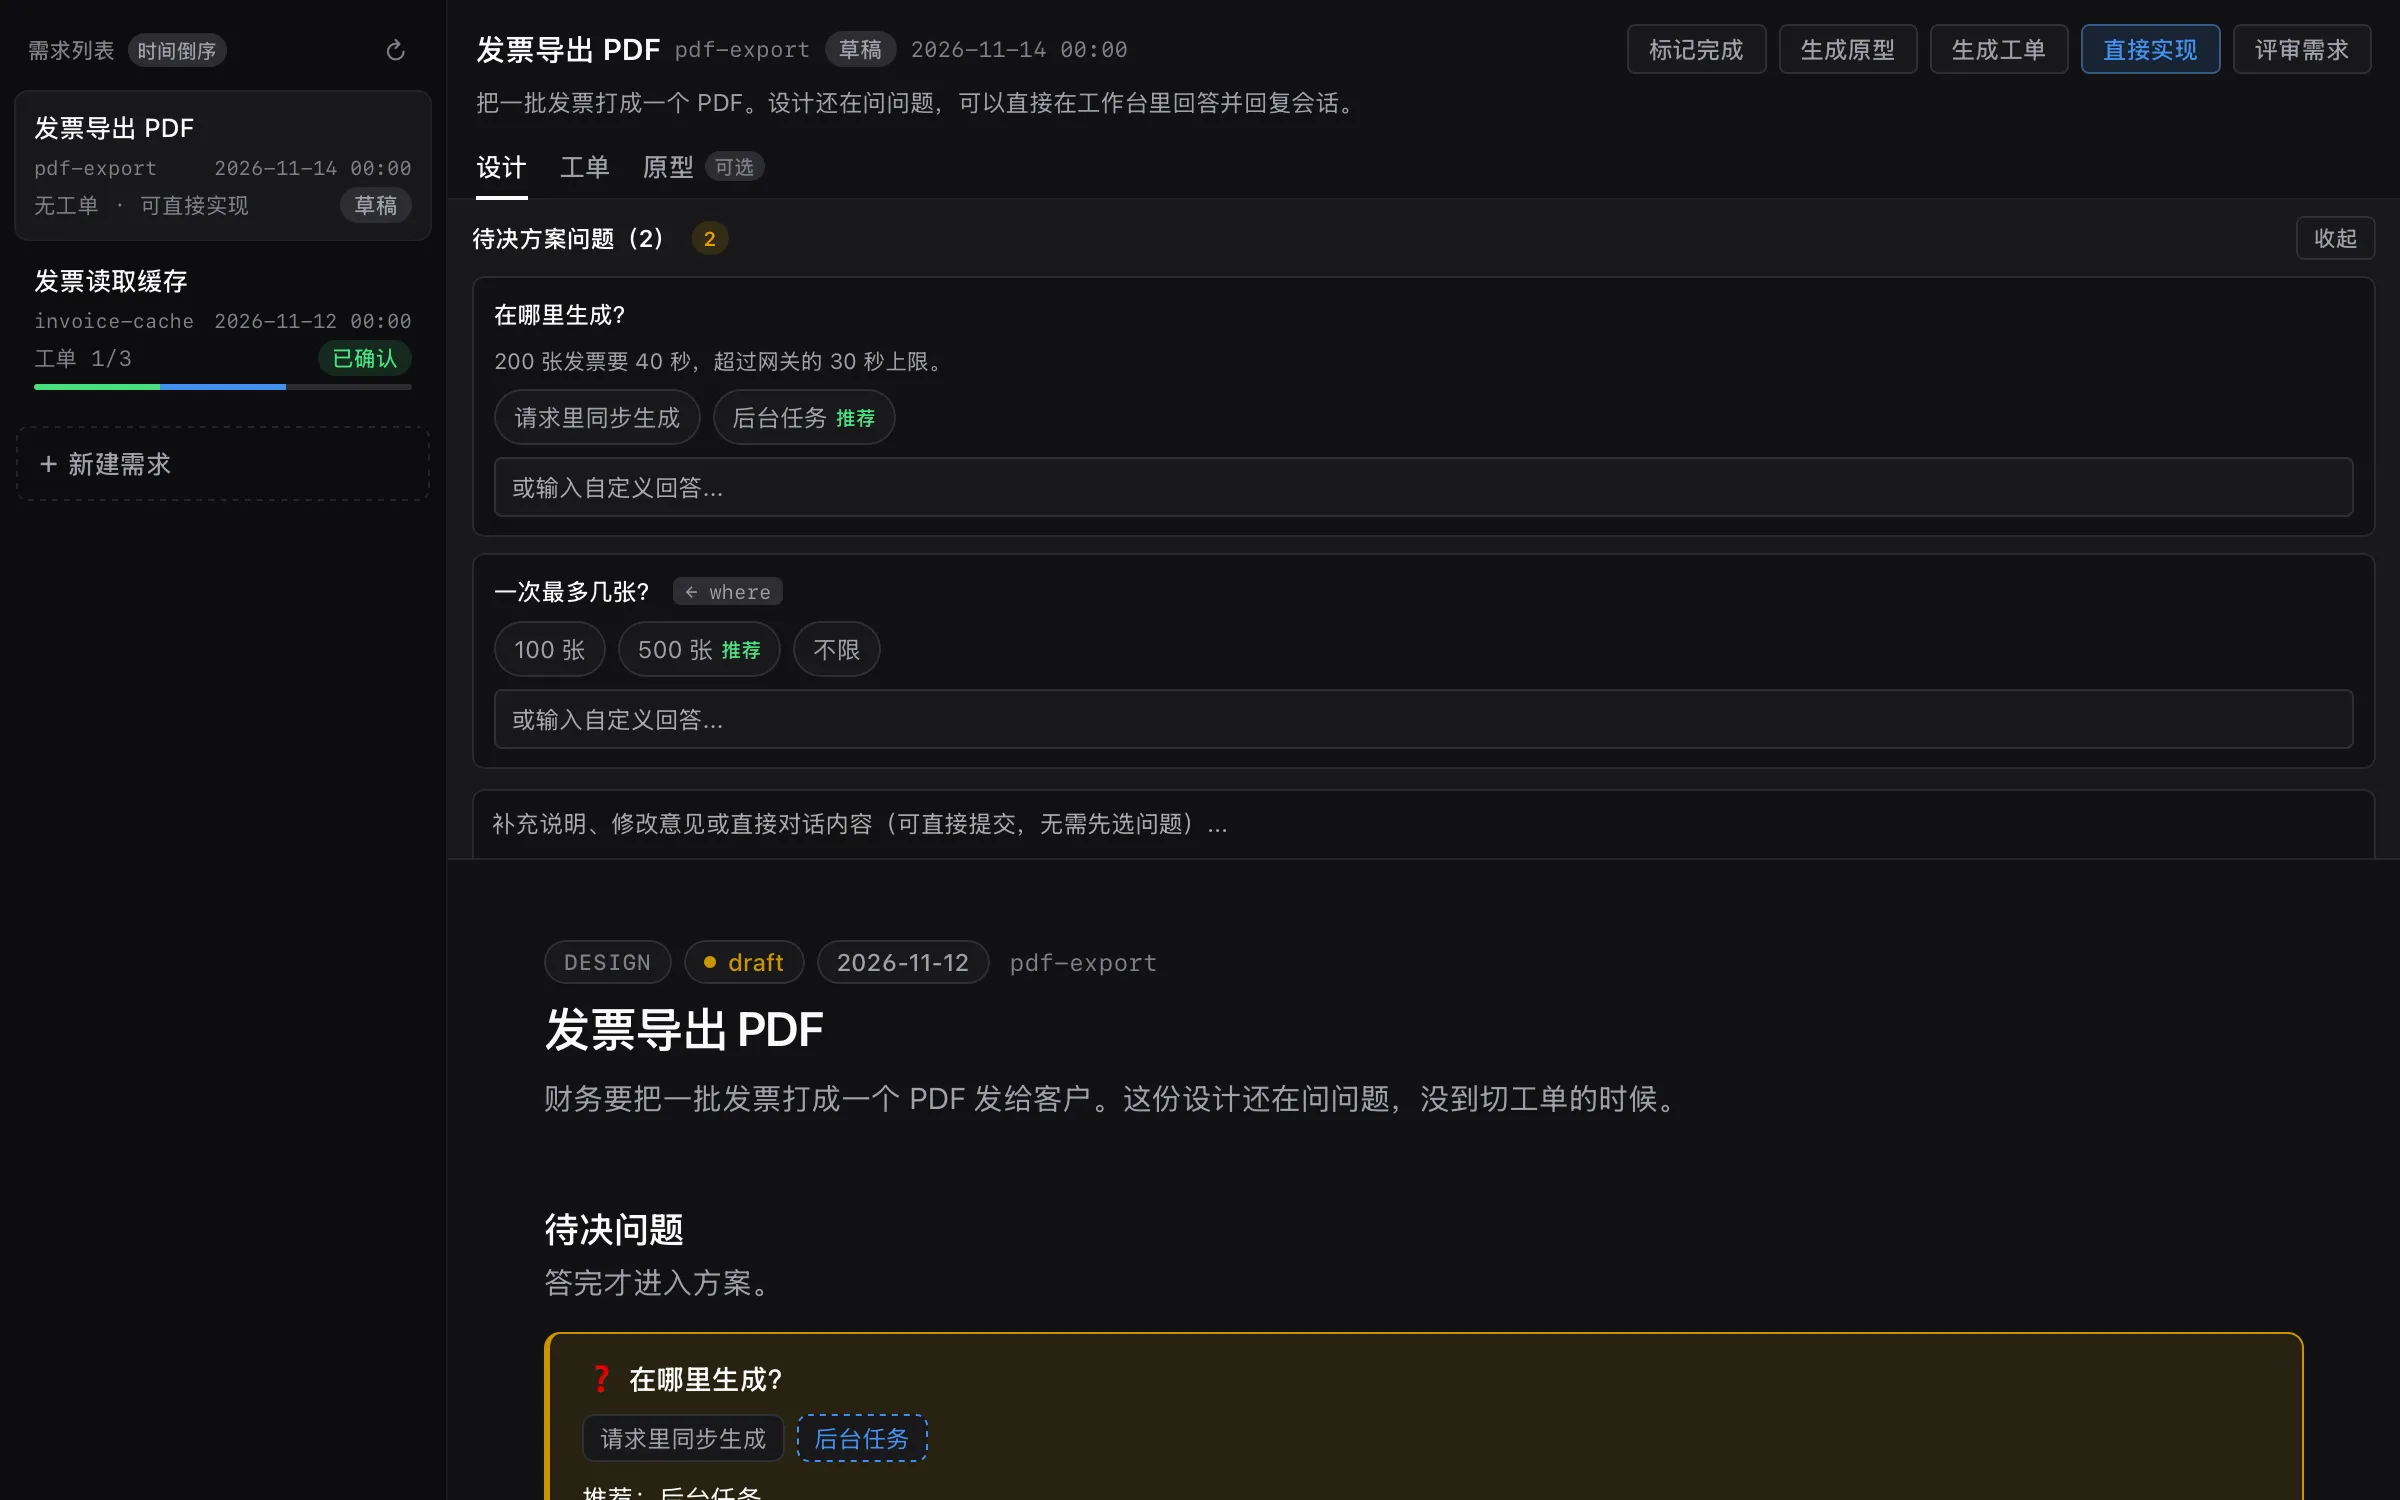 需求列表 时间倒序
发票导出 PDF
pdf-export 2026-11-14 00:00
无工单 · 可直接实现 草稿
发票读取缓存
invoice-cache 2026-11-12 00:00
工单 1/3 已确认
+ 新建需求
发票导出 PDF pdf-export 草稿 2026-11-14 00:00
标记完成 生成原型 生成工单 直接实现 评审需求
把一批发票打成一个 PDF。设计还在问问题，可以直接在工作台里回答并回复会话。
设计 工单 原型 可选
待决方案问题（2） 2 收起
在哪里生成?
200 张发票要 40 秒，超过网关的 30 秒上限。
请求里同步生成 后台任务 推荐
或输入自定义回答...
一次最多几张? ← where
100 张 500 张 推荐 不限
或输入自定义回答...
补充说明、修改意见或直接对话内容（可直接提交，无需先选问题）...
DESIGN draft 2026-11-12 pdf-export
发票导出 PDF
财务要把一批发票打成一个 PDF 发给客户。这份设计还在问问题，没到切工单的时候。
待决问题
答完才进入方案。
❓ 在哪里生成?
请求里同步生成 后台任务
推荐：后台任务